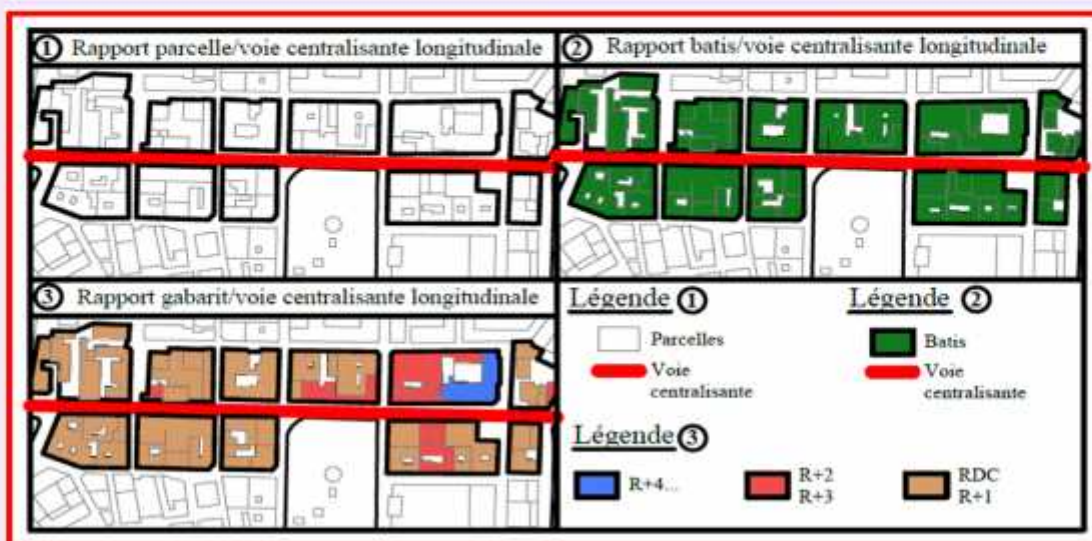 ① Rapport parcelle/voie centralisante longitudinale
② Rapport batis/voie centralisante longitudinale
③ Rapport gabarit/voie centralisante longitudinale
Légende ①
Parcelles
Voie
centralisante
Légende ②
Batis
Voie
centralisante
Légende ③
R+4...
R+2
R+3
RDC
R+1